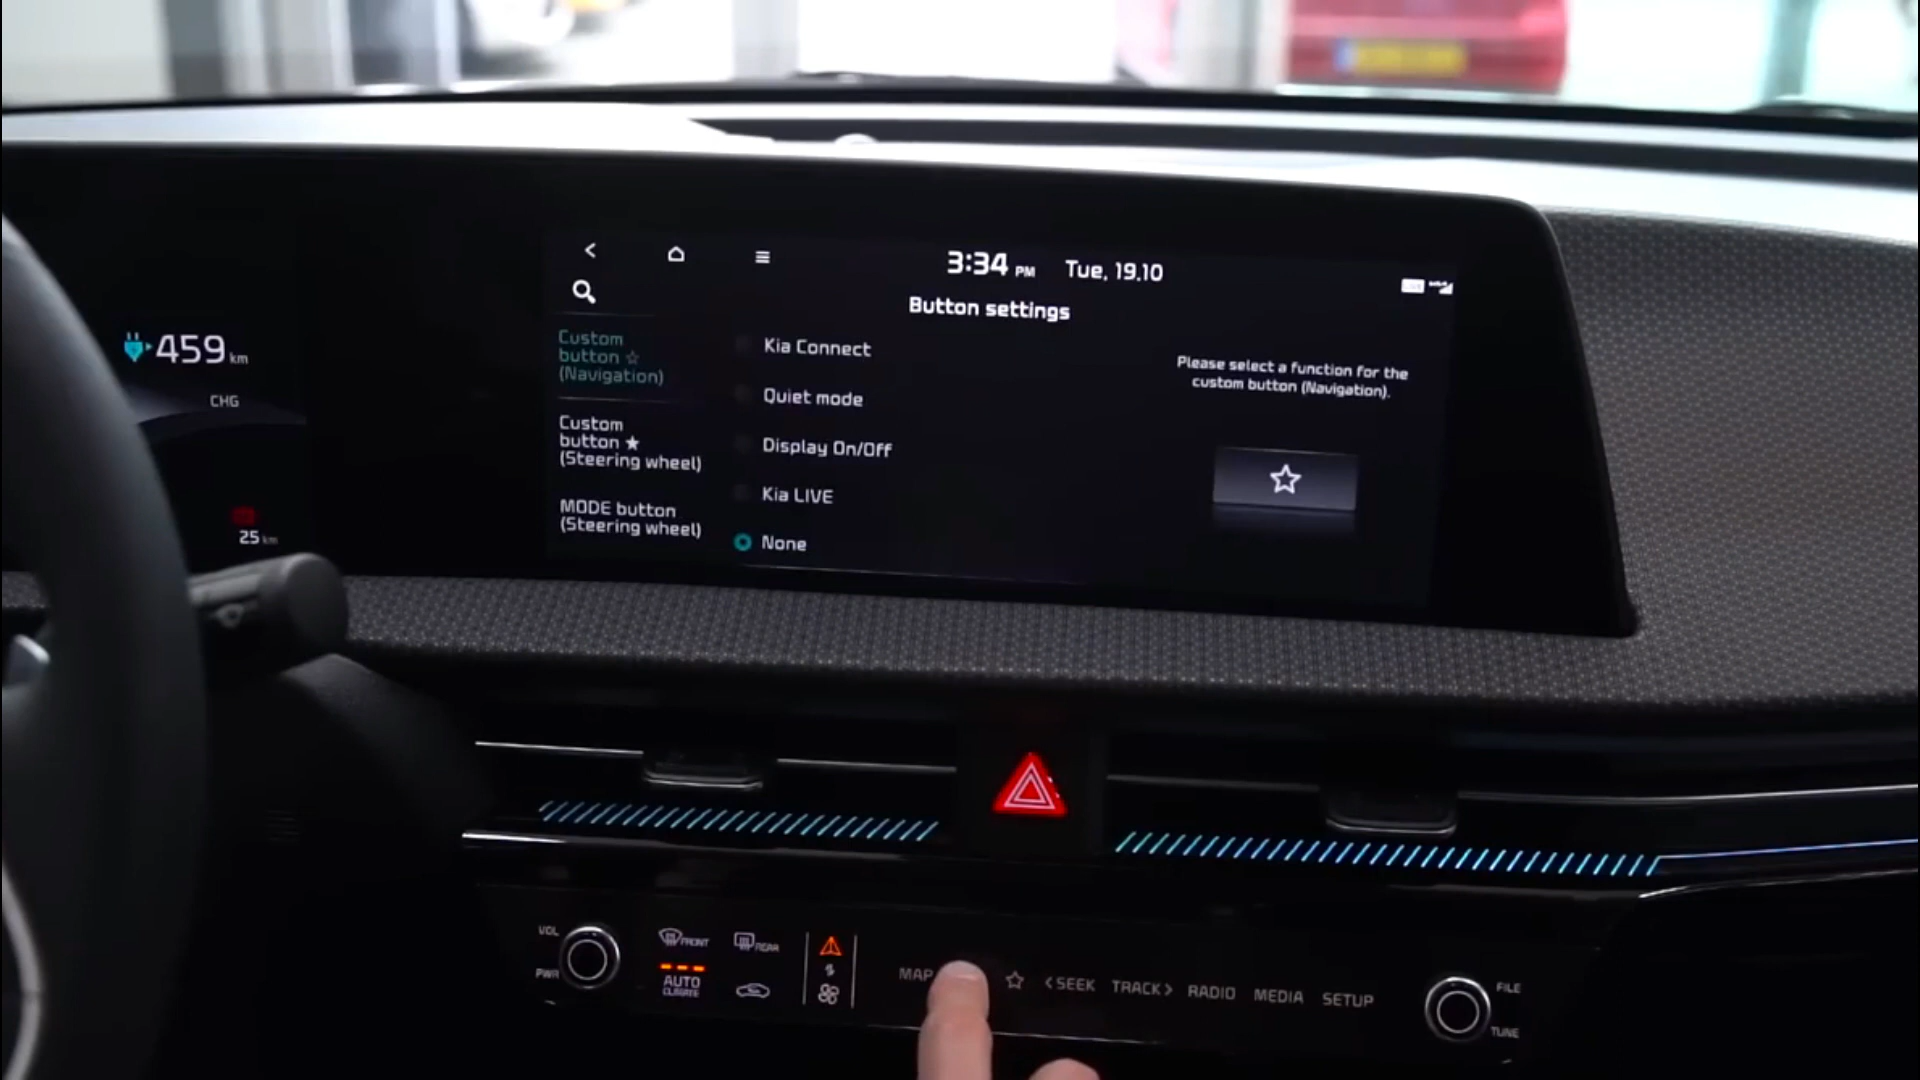 3:34 PM Tue, 19.10
Button settings
459 km
CHG
25 km
Custom
button ☆
(Navigation)
Custom
button ★
(Steering wheel)
MODE button
(Steering wheel)
Kia Connect
Quiet mode
Display On/Off
Kia LIVE
None
Please select a function for the
custom button (Navigation).
VOL
PWR
FRONT
REAR
AUTO
CLIMATE
MAP ☆ <SEEK TRACK> RADIO MEDIA SETUP
FILE
TUNE